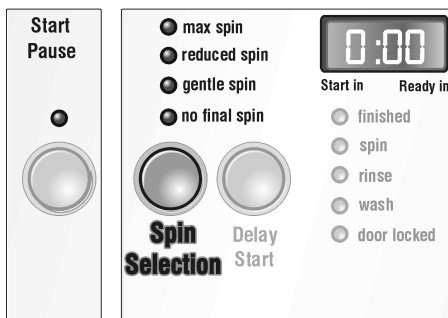 Start
Pause
max spin
reduced spin
gentle spin
no final spin
Spin
Selection
Delay
Start
0:00
Start in Ready in
finished
spin
rinse
wash
door locked